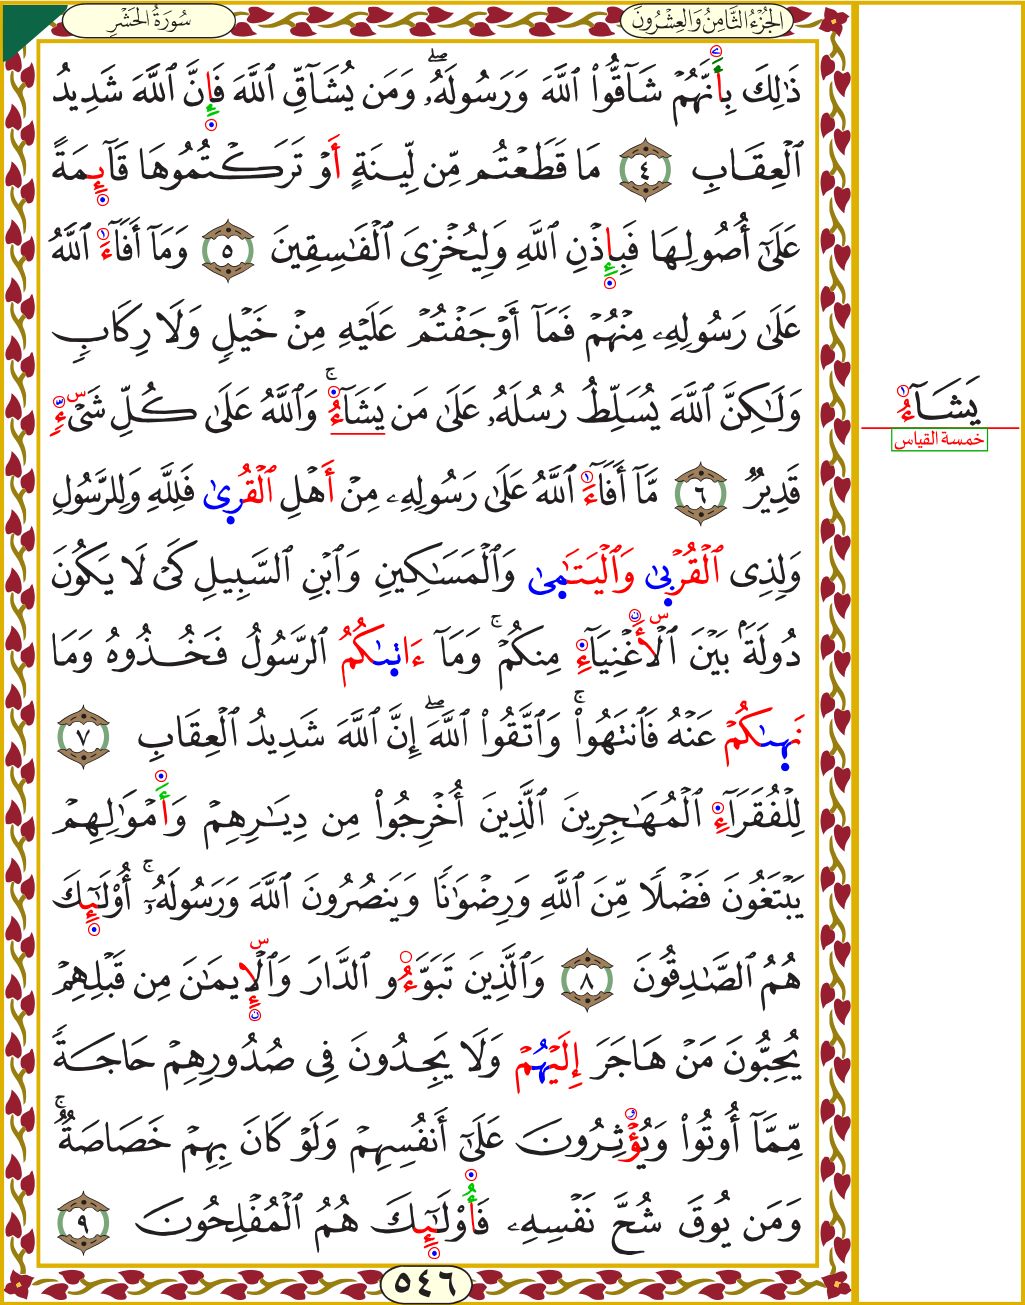 سُورَةُ الحَشْرِ
الجُزْءُ الثَّامِنُ وَالعِشْرُونَ
ذَٰلِكَ بِأَنَّهُمْ شَآقُّوا۟ ٱللَّهَ وَرَسُولَهُۥۖ وَمَن يُشَآقِّ ٱللَّهَ فَإِنَّ ٱللَّهَ شَدِيدُ
ٱلْعِقَابِ ٤ مَا قَطَعْتُم مِّن لِّينَةٍ أَوْ تَرَكْتُمُوهَا قَآئِمَةً
عَلَىٰٓ أُصُولِهَا فَبِإِذْنِ ٱللَّهِ وَلِيُخْزِىَ ٱلْفَٰسِقِينَ ٥ وَمَآ أَفَآءَ ٱللَّهُ
عَلَىٰ رَسُولِهِۦ مِنْهُمْ فَمَآ أَوْجَفْتُمْ عَلَيْهِ مِنْ خَيْلٍ وَلَا رِكَابٍ
وَلَٰكِنَّ ٱللَّهَ يُسَلِّطُ رُسُلَهُۥ عَلَىٰ مَن يَشَآءُۚ وَٱللَّهُ عَلَىٰ كُلِّ شَىْءٍ
قَدِيرٌ ٦ مَّآ أَفَآءَ ٱللَّهُ عَلَىٰ رَسُولِهِۦ مِنْ أَهْلِ ٱلْقُرَىٰ فَلِلَّهِ وَلِلرَّسُولِ
وَلِذِى ٱلْقُرْبَىٰ وَٱلْيَتَٰمَىٰ وَٱلْمَسَٰكِينِ وَٱبْنِ ٱلسَّبِيلِ كَىْ لَا يَكُونَ
دُولَةًۢ بَيْنَ ٱلْأَغْنِيَآءِ مِنكُمْۚ وَمَآ ءَاتَىٰكُمُ ٱلرَّسُولُ فَخُذُوهُ وَمَا
نَهَىٰكُمْ عَنْهُ فَٱنتَهُوا۟ۚ وَٱتَّقُوا۟ ٱللَّهَۖ إِنَّ ٱللَّهَ شَدِيدُ ٱلْعِقَابِ ٧
لِلْفُقَرَآءِ ٱلْمُهَٰجِرِينَ ٱلَّذِينَ أُخْرِجُوا۟ مِن دِيَٰرِهِمْ وَأَمْوَٰلِهِمْ
يَبْتَغُونَ فَضْلًا مِّنَ ٱللَّهِ وَرِضْوَٰنًا وَيَنصُرُونَ ٱللَّهَ وَرَسُولَهُۥٓۚ أُو۟لَٰٓئِكَ
هُمُ ٱلصَّٰدِقُونَ ٨ وَٱلَّذِينَ تَبَوَّءُو ٱلدَّارَ وَٱلْإِيمَٰنَ مِن قَبْلِهِمْ
يُحِبُّونَ مَنْ هَاجَرَ إِلَيْهُمْ وَلَا يَجِدُونَ فِى صُدُورِهِمْ حَاجَةً
مِّمَّآ أُوتُوا۟ وَيُؤْثِرُونَ عَلَىٰٓ أَنفُسِهِمْ وَلَوْ كَانَ بِهِمْ خَصَاصَةٌۚ
وَمَن يُوقَ شُحَّ نَفْسِهِۦ فَأُو۟لَٰٓئِكَ هُمُ ٱلْمُفْلِحُونَ ٩
٥٤٦
يَشَآءُ
خمسة القياس